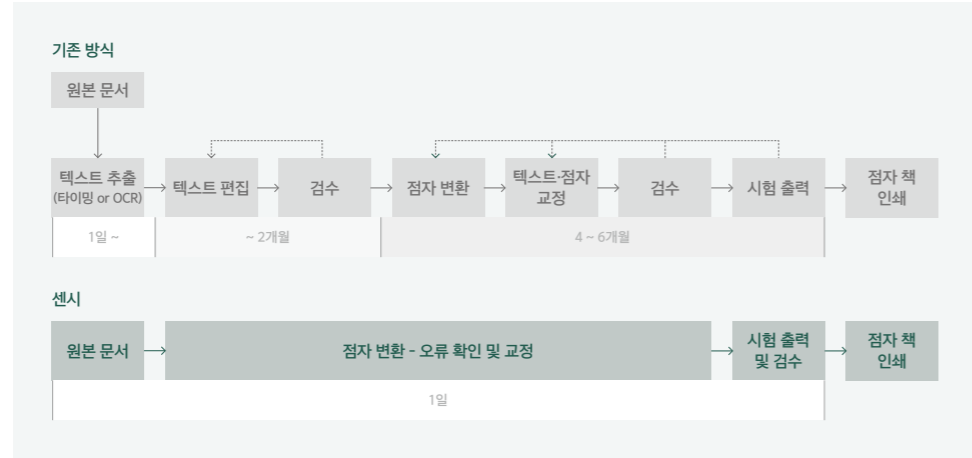 기존 방식
원본 문서
텍스트 추출
(타이밍 or OCR)
텍스트 편집
검수
점자 변환
텍스트·점자
교정
검수
시험 출력
점자 책
인쇄
1일 ~
~ 2개월
4 ~ 6개월
센시
원본 문서
점자 변환 - 오류 확인 및 교정
시험 출력
및 검수
점자 책
인쇄
1일